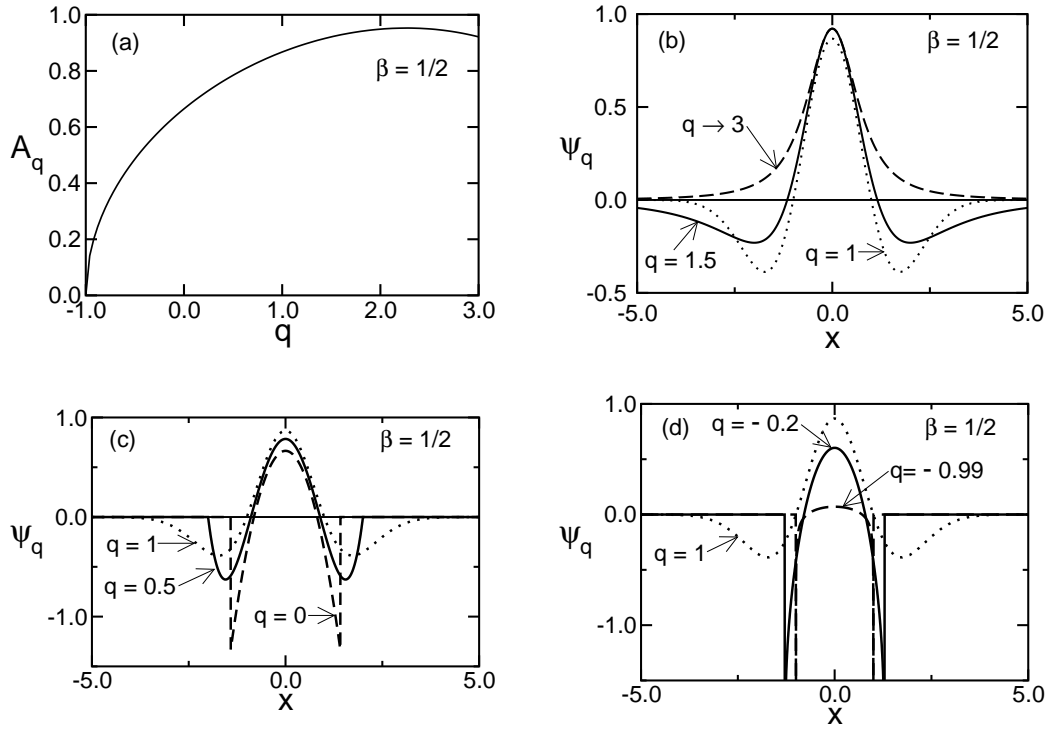 1.0
(a)
0.8
β = 1/2
0.6
A_q
0.4
0.2
0.0
-1.0 0.0 1.0 2.0 3.0
q
1.0
(b)
β = 1/2
0.5
q → 3
ψ_q
0.0
q = 1.5
q = 1
-0.5
-5.0 0.0 5.0
x
1.0
(c)
β = 1/2
0.0
ψ_q
q = 1
q = 0.5
q = 0
-1.0
-5.0 0.0 5.0
x
1.0
(d)
q = - 0.2
β = 1/2
q= - 0.99
0.0
ψ_q
q = 1
-1.0
-5.0 0.0 5.0
x